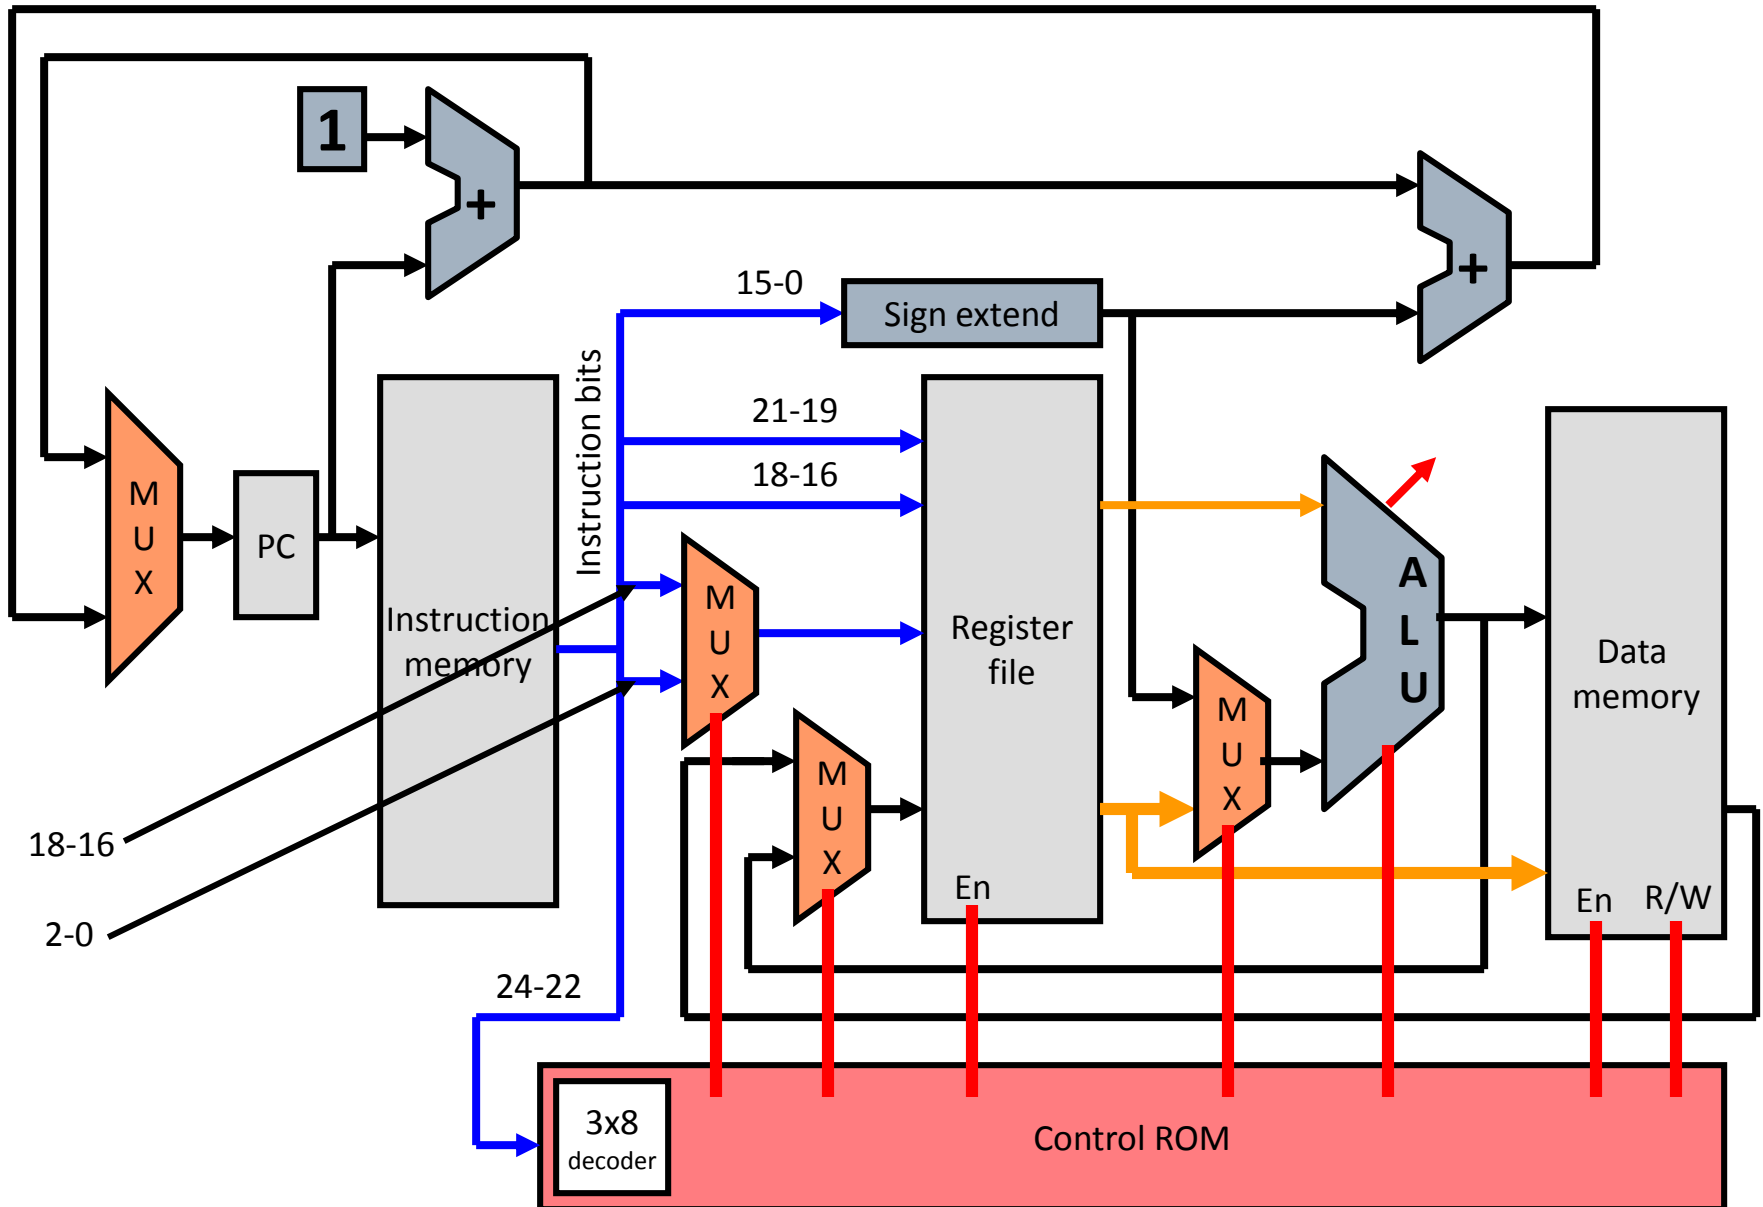 1
+
+
15-0
Sign extend
Instruction bits
21-19
18-16
M
U
X
PC
Instruction
memory
M
U
X
Register
file
A
L
U
Data
memory
M
U
X
M
U
X
18-16
2-0
En
En
R/W
24-22
3x8
decoder
Control ROM